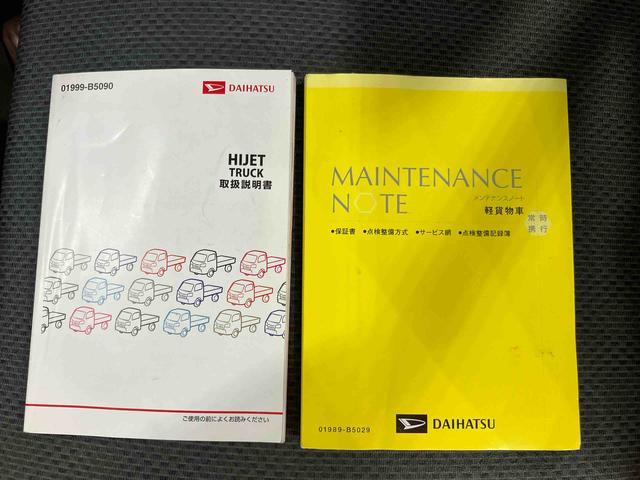 01999-B5090
DAIHATSU
HIJET
TRUCK
取扱説明書
ご使用の前によくお読みください
MAINTENANCE
NOTE
メンテナンスノート
軽貨物車
常時
携行
●保証書 ●点検整備方式 ●サービス網 ●点検整備記録簿
01989-B5029
DAIHATSU